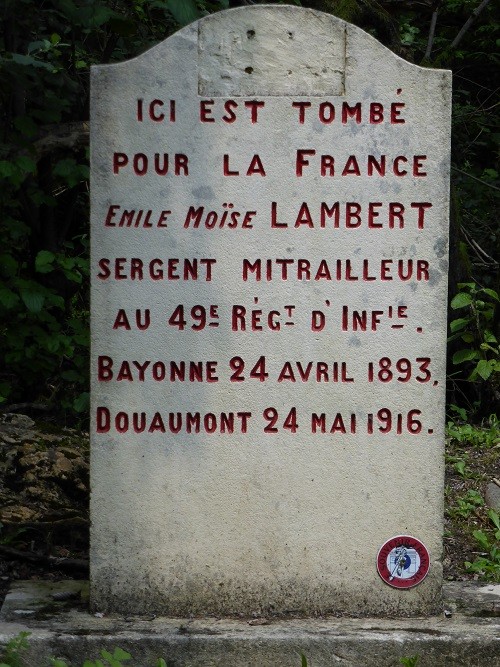 ICI EST TOMBÉ
POUR LA FRANCE
EMILE MOÏSE LAMBERT
SERGENT MITRAILLEUR
AU 49E RÉGT D'INFIE.
BAYONNE 24 AVRIL 1893.
DOUAUMONT 24 MAI 1916.